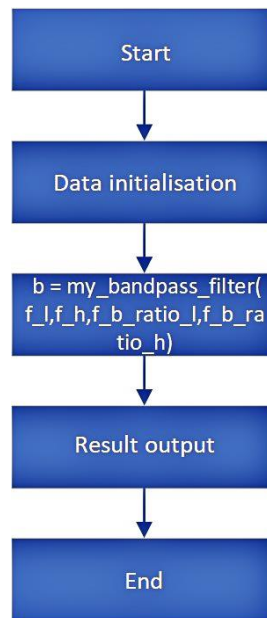 Start
Data initialisation
b = my_bandpass_filter(
f_l,f_h,f_b_ratio_l,f_b_ra
tio_h)
Result output
End